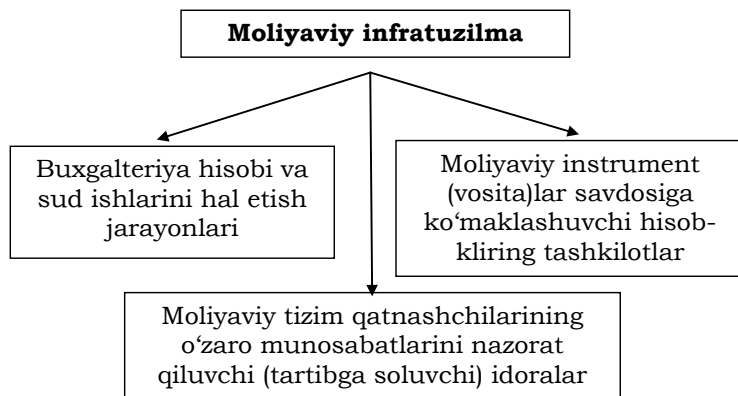 Moliyaviy infratuzilma
Buxgalteriya hisobi va
sud ishlarini hal etish
jarayonlari
Moliyaviy instrument
(vosita)lar savdosiga
ko‘maklashuvchi hisob-
kliring tashkilotlar
Moliyaviy tizim qatnashchilarining
o‘zaro munosabatlarini nazorat
qiluvchi (tartibga soluvchi) idoralar